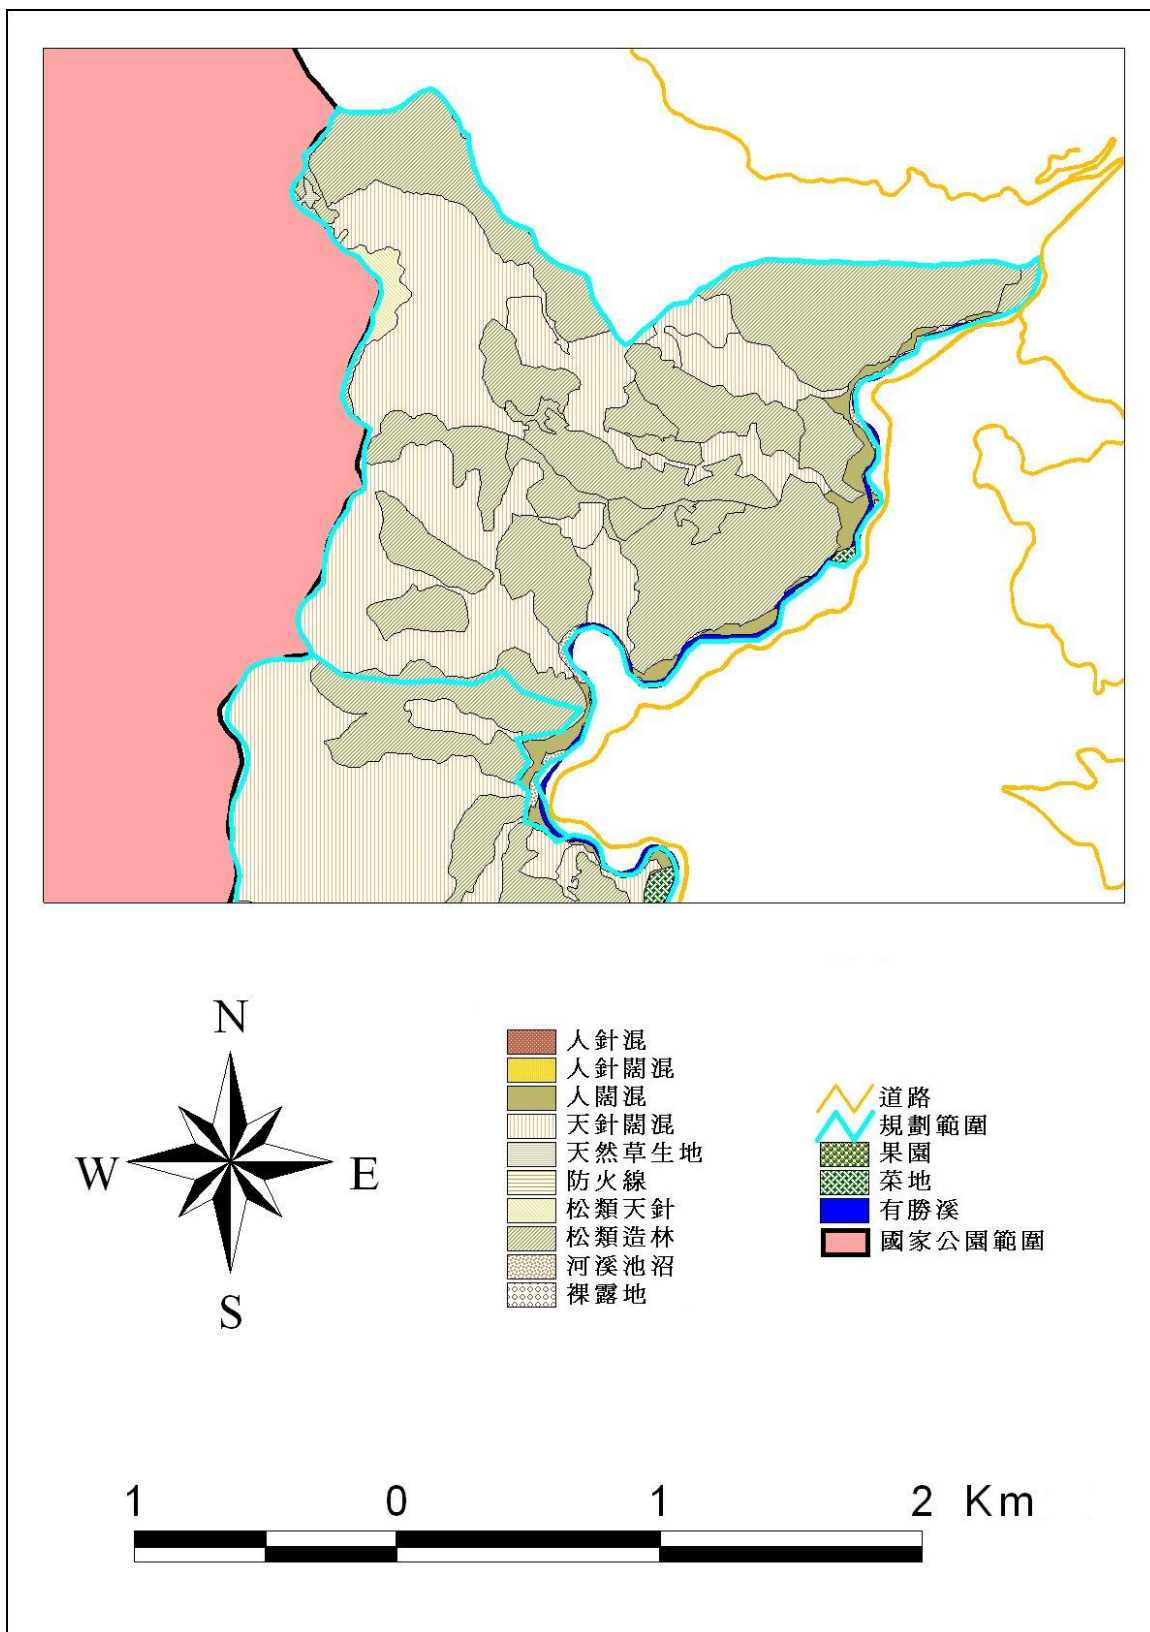 N
W
E
S
人針混
人針闊混
人闊混
天針闊混
天然草生地
防火線
松類天針
松類造林
河溪池沼
裸露地
道路
規劃範圍
果園
菜地
有勝溪
國家公園範圍
1 0 1 2 Km